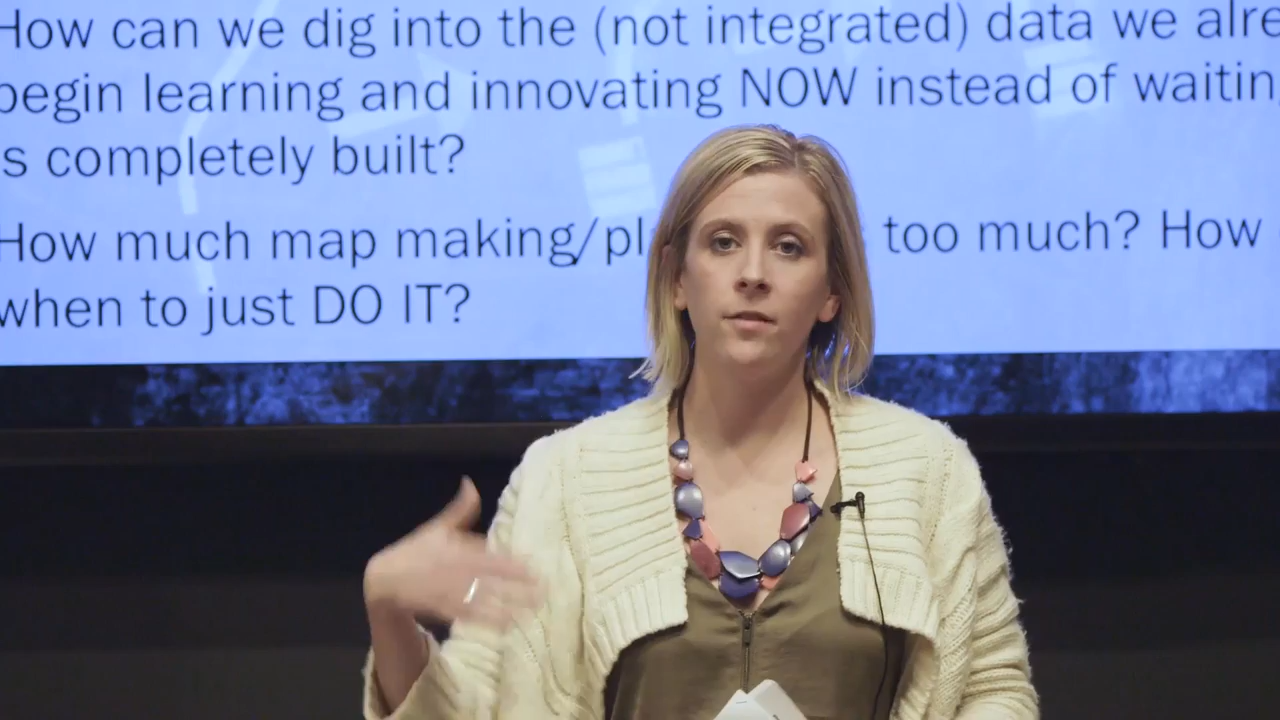 How can we dig into the (not integrated) data we alre
begin learning and innovating NOW instead of waitin
is completely built?
How much map making/pl too much? How
when to just DO IT?